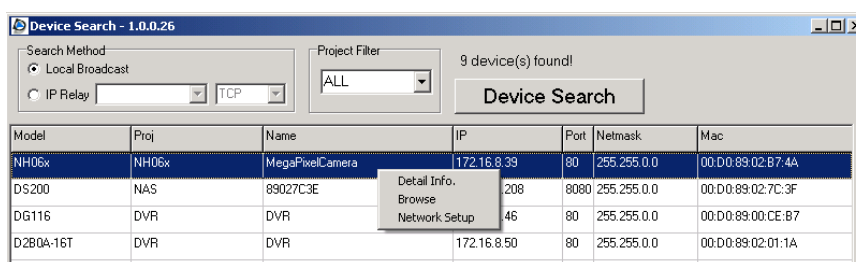 Device Search - 1.0.0.26
Search Method
Local Broadcast
IP Relay TCP
Project Filter
ALL
9 device(s) found!
Device Search
Model Proj Name IP Port Netmask Mac
NH06x NH06x MegaPixelCamera 172.16.8.39 80 255.255.0.0 00:D0:89:02:B7:4A
DS200 NAS 89027C3E .208 8080 255.255.0.0 00:D0:89:02:7C:3F
DG116 DVR DVR .46 80 255.255.0.0 00:D0:89:00:CE:B7
D2B0A-16T DVR DVR 172.16.8.50 80 255.255.0.0 00:D0:89:02:01:1A
Detail Info.
Browse
Network Setup